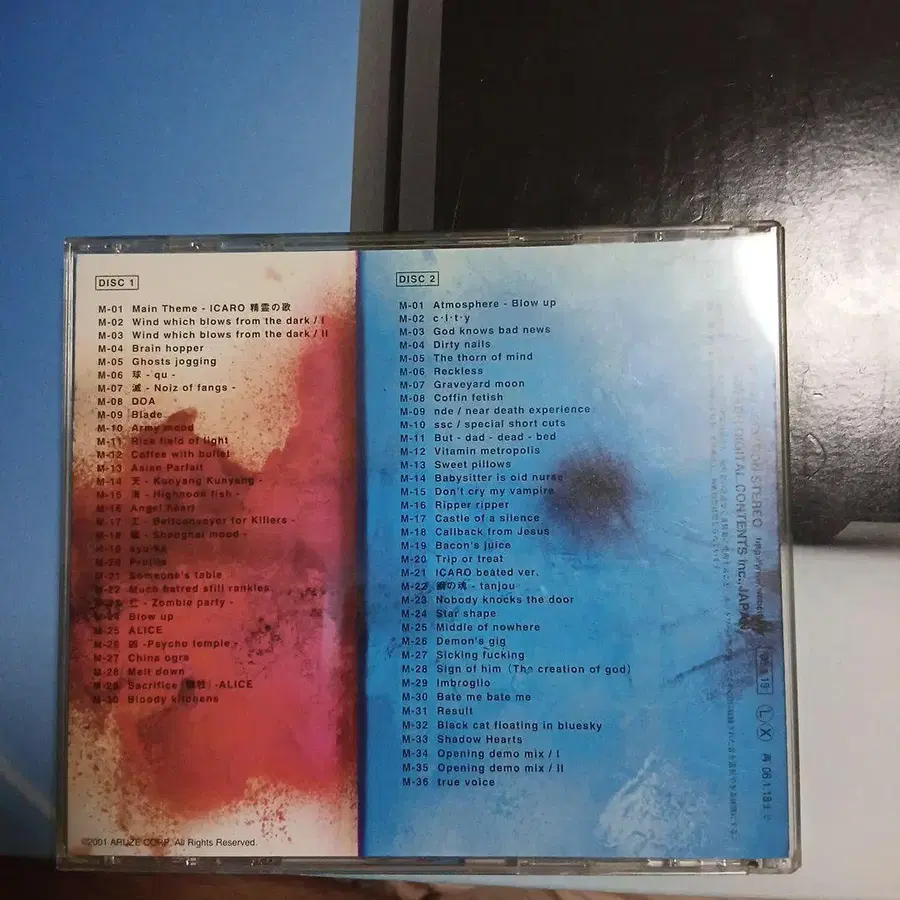 DISC 1
M-01 Main Theme - ICARO 精霊の歌
M-02 Wind which blows from the dark / I
M-03 Wind which blows from the dark / II
M-04 Brain hopper
M-05 Ghosts jogging
M-06 球 - qu -
M-07 滅 - Noiz of fangs -
M-08 DOA
M-09 Blade
M-10 Army mood
M-11 Rice field of light
M-12 Coffee with bullet
M-13 Asian Parfait
M-14 天 - Kuoyang Kunyang -
M-15 海 - Highnoon fish -
M-16 Angel heart
M-17 工 - Beltconveyor for Killers -
M-18 - Shanghai mood -
M-19
M-20
M-21 Someone's table
M-22 Much hatred still rankles
M-23 亡 - Zombie party -
M-24 Blow up
M-25 ALICE
M-26 凶 -Psycho temple -
M-27 China ogre
M-28 Melt down
M-29 Sacrifice -ALICE
M-30 Bloody kitchens
©2001 ARUZE CORP. All Rights Reserved.
DISC 2
M-01 Atmosphere - Blow up
M-02 c・i・t・y
M-03 God knows bad news
M-04 Dirty nails
M-05 The thorn of mind
M-06 Reckless
M-07 Graveyard moon
M-08 Coffin fetish
M-09 nde / near death experience
M-10 ssc / special short cuts
M-11 But - dad - dead - bed
M-12 Vitamin metropolis
M-13 Sweet pillows
M-14 Babysitter is old nurse
M-15 Don't cry my vampire
M-16 Ripper ripper
M-17 Castle of a silence
M-18 Callback from Jesus
M-19 Bacon's juice
M-20 Trip or treat
M-21 ICARO beated ver.
M-22 鋼の魂 - tanjou -
M-23 Nobody knocks the door
M-24 Star shape
M-25 Middle of nowhere
M-26 Demon's gig
M-27 Sicking fucking
M-28 Sign of him (The creation of god)
M-29 Imbroglio
M-30 Bate me bate me
M-31 Result
M-32 Black cat floating in bluesky
M-33 Shadow Hearts
M-34 Opening demo mix / I
M-35 Opening demo mix / II
M-36 true voice
STEREO
DIGITAL CONTENTS Inc.,JAPAN
L X